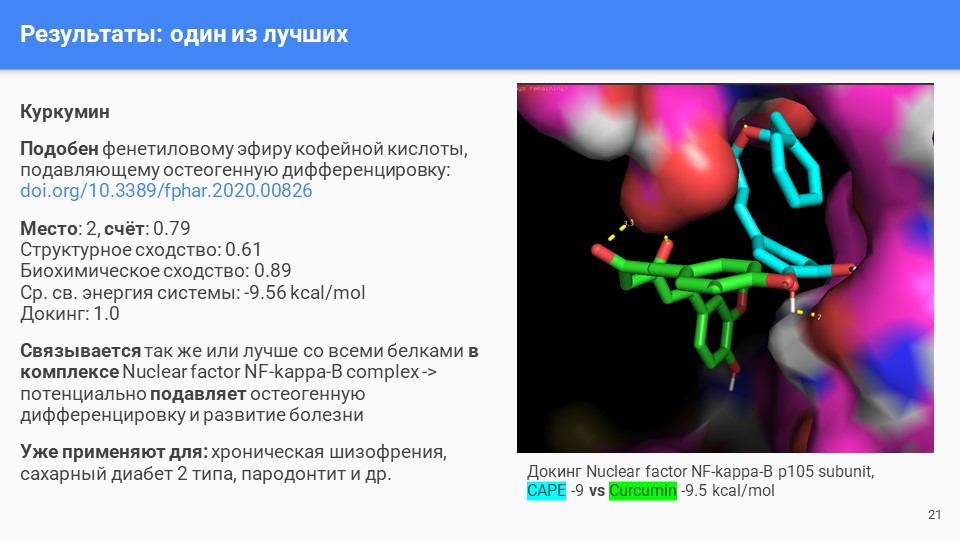 Результаты: один из лучших
Куркумин
Подобен фенетиловому эфиру кофейной кислоты,
подавляющему остеогенную дифференцировку:
doi.org/10.3389/fphar.2020.00826
Место: 2, счёт: 0.79
Структурное сходство: 0.61
Биохимическое сходство: 0.89
Ср. св. энергия системы: -9.56 kcal/mol
Докинг: 1.0
Связывается так же или лучше со всеми белками в
комплексе Nuclear factor NF-kappa-B complex ->
потенциально подавляет остеогенную
дифференцировку и развитие болезни
Уже применяют для: хроническая шизофрения,
сахарный диабет 2 типа, пародонтит и др.
3.3
Докинг Nuclear factor NF-kappa-B p105 subunit,
CAPE -9 vs Curcumin -9.5 kcal/mol
21